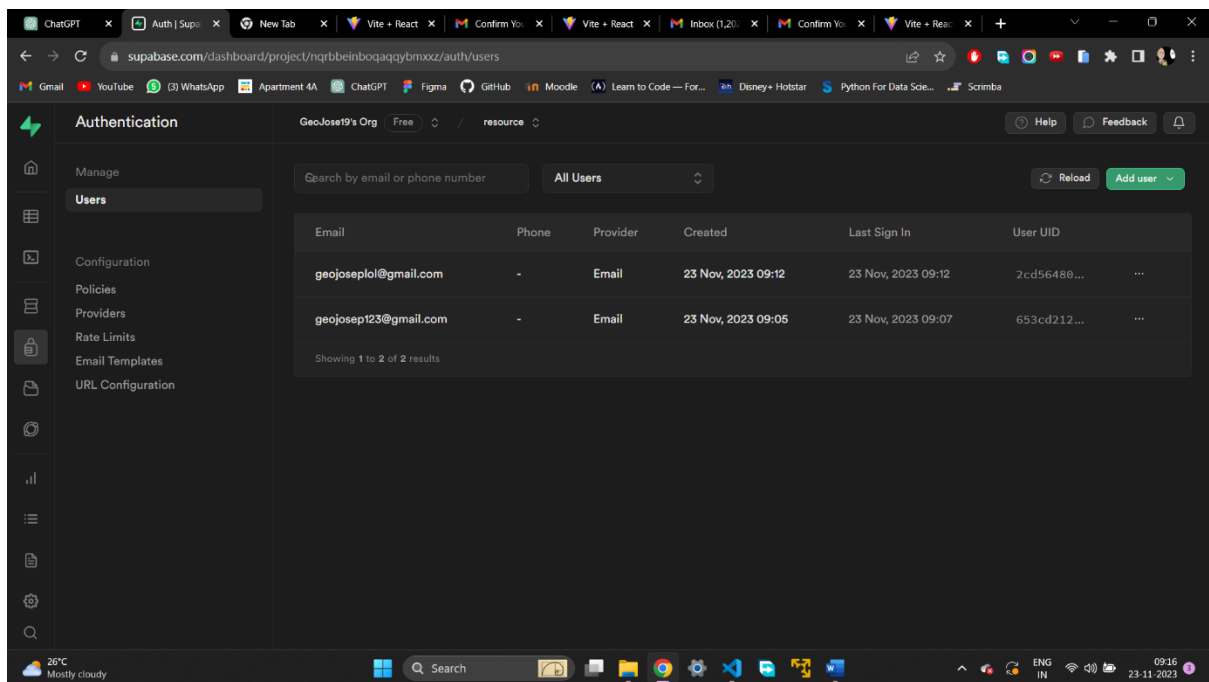 ChatGPT
Auth | Supa
New Tab
Vite + React
Confirm You
Vite + React
Inbox (1,20
Confirm You
Vite + Reac
supabase.com/dashboard/project/nqrbbeinboqaqqybmxxz/auth/users
Gmail YouTube (3) WhatsApp Apartment 4A ChatGPT Figma GitHub Moodle Learn to Code — For... Disney+ Hotstar Python For Data Scie... Scrimba
Authentication
GeoJose19's Org Free / resource
Help Feedback
Manage
Users
Configuration
Policies
Providers
Rate Limits
Email Templates
URL Configuration
Search by email or phone number All Users Reload Add user
Email Phone Provider Created Last Sign In User UID
geojoseplol@gmail.com - Email 23 Nov, 2023 09:12 23 Nov, 2023 09:12 2cd56480... ...
geojosep123@gmail.com - Email 23 Nov, 2023 09:05 23 Nov, 2023 09:07 653cd212... ...
Showing 1 to 2 of 2 results
26°C
Mostly cloudy
Search
ENG
IN
09:16
23-11-2023
3